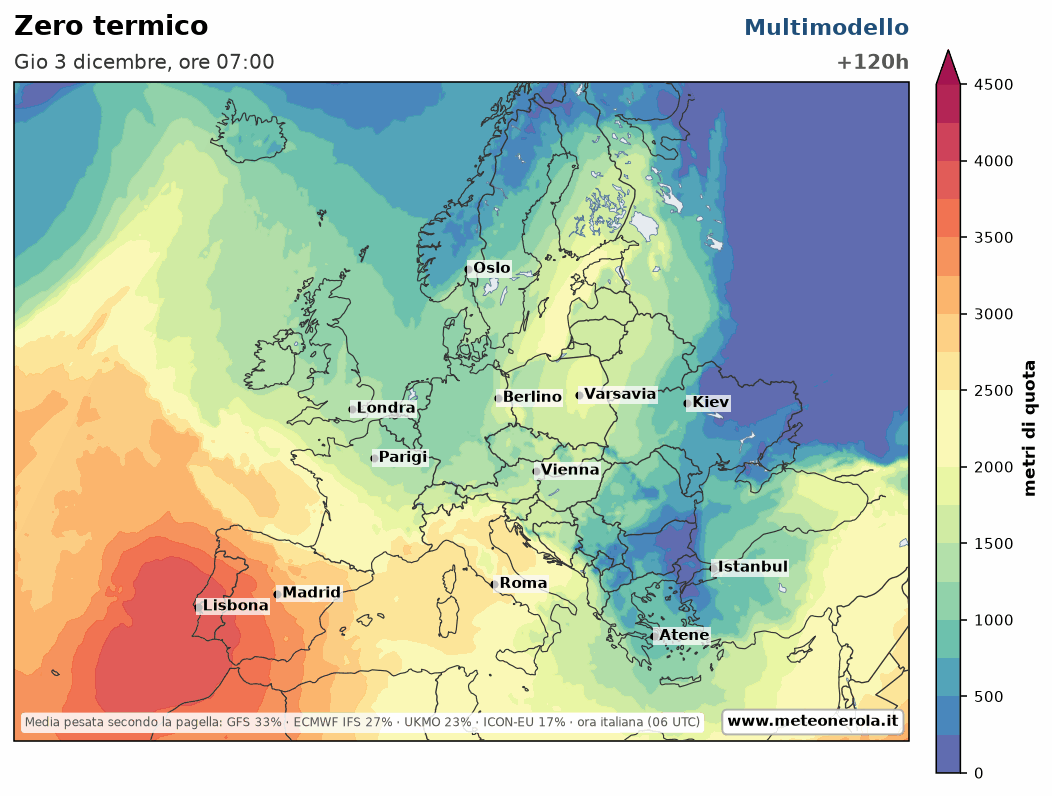 Zero termico
Multimodello
Gio 3 dicembre, ore 07:00
+120h
4500
4000
3500
3000
2500
2000
1500
1000
500
0
metri di quota
Oslo
Berlino
Varsavia
Kiev
Londra
Parigi
Vienna
Istanbul
Roma
Madrid
Lisbona
Atene
Media pesata secondo la pagella: GFS 33% · ECMWF IFS 27% · UKMO 23% · ICON-EU 17% · ora italiana (06 UTC)
www.meteonerola.it